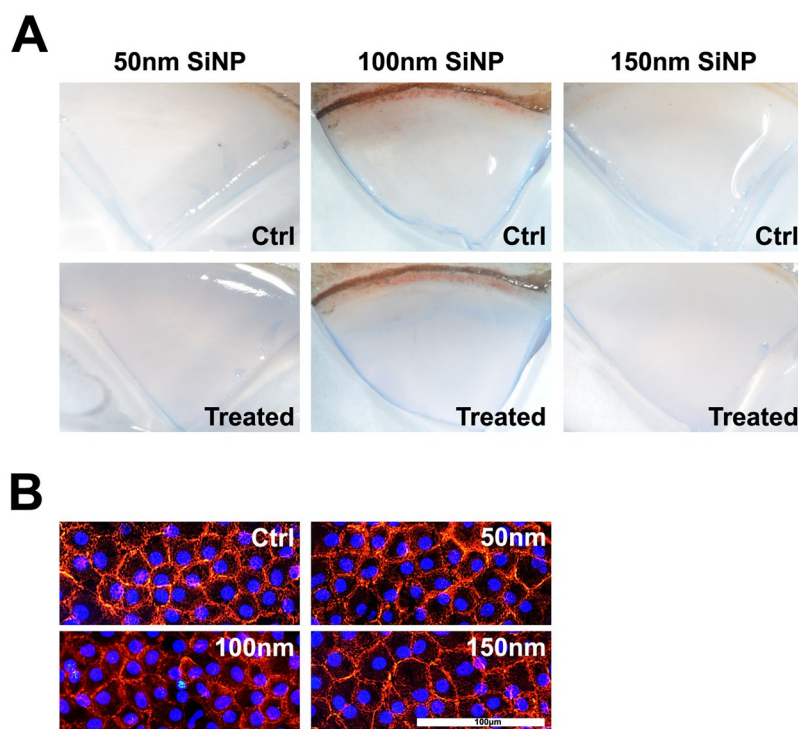 A
50nm SiNP 100nm SiNP 150nm SiNP
Ctrl Ctrl Ctrl
Treated Treated Treated
B
Ctrl 50nm
100nm 150nm
100µm